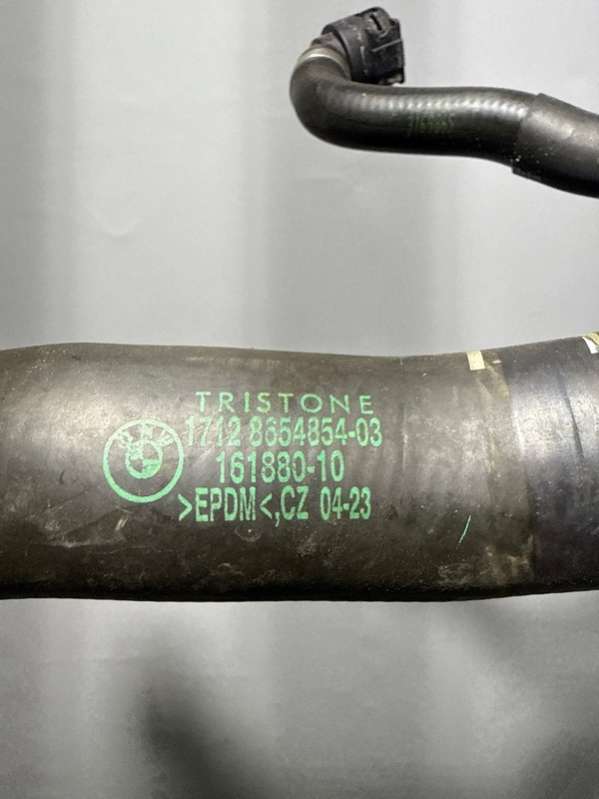 TRISTONE
1712 8654854-03
161880-10
>EPDM<,CZ 04-23